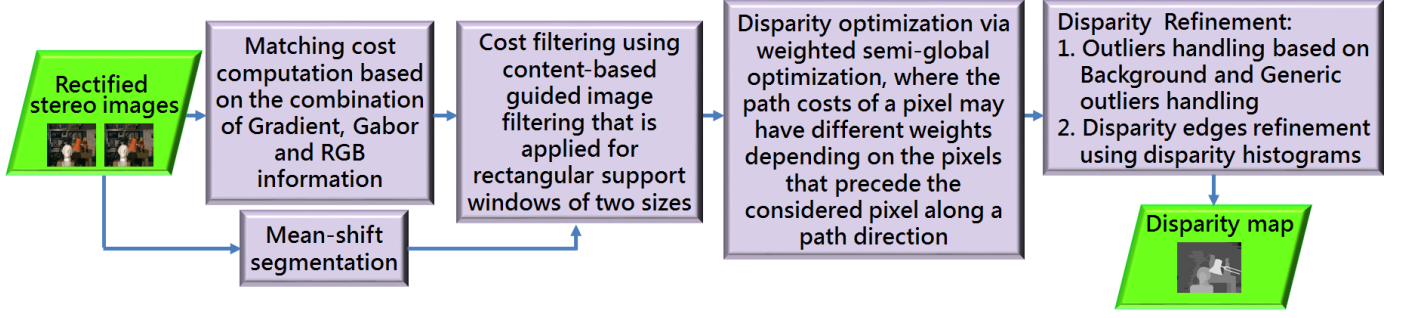 Rectified
stereo images
Matching cost
computation based
on the combination
of Gradient, Gabor
and RGB
information
Mean-shift
segmentation
Cost filtering using
content-based
guided image
filtering that is
applied for
rectangular support
windows of two sizes
Disparity optimization via
weighted semi-global
optimization, where the
path costs of a pixel may
have different weights
depending on the pixels
that precede the
considered pixel along a
path direction
Disparity Refinement:
1. Outliers handling based on
Background and Generic
outliers handling
2. Disparity edges refinement
using disparity histograms
Disparity map